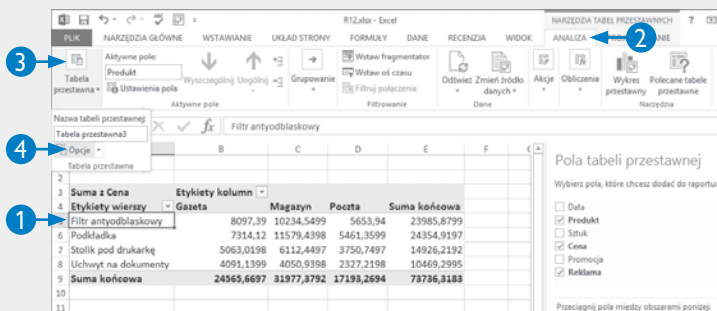 R12.xlsx - Excel
NARZĘDZIA TABEL PRZESTAWNYCH ?
PLIK NARZĘDZIA GŁÓWNE WSTAWIANIE UKŁAD STRONY FORMUŁY DANE RECENZJA WIDOK ANALIZA
2
3
Tabela przestawna
Aktywne pole:
Produkt
Ustawienia pola
Wyszczególnij Uogólnij
Aktywne pole
Grupowanie
Wstaw fragmentator
Wstaw oś czasu
Filtruj połączenia
Filtrowanie
Odśwież Zmień źródło danych
Dane
Akcje Obliczenia
Wykres przestawny
Polecane tabele przestawne
Narzędzia
Nazwa tabeli przestawnej:
Tabela przestawna3
4
Opcje
Tabela przestawna
fx Filtr antyodblaskowy
B C D E F
2
3 Suma z Cena Etykiety kolumn
4 Etykiety wierszy Gazeta Magazyn Poczta Suma końcowa
1
5 Filtr antyodblaskowy 8097,39 10234,5499 5653,94 23985,8799
6 Podkładka 7314,12 11579,4398 5461,3599 24354,9197
7 Stolik pod drukarkę 5063,0198 6112,4497 3750,7497 14926,2192
8 Uchwyt na dokumenty 4091,1399 4050,9398 2327,2198 10469,2995
9 Suma końcowa 24565,6697 31977,3792 17193,2694 73736,3183
10
11
Pola tabeli przestawnej
Wybierz pola, które chcesz dodać do raportu
Data
Produkt
Sztuk
Cena
Promocja
Reklama
Przeciągnij pola między obszarami poniżej